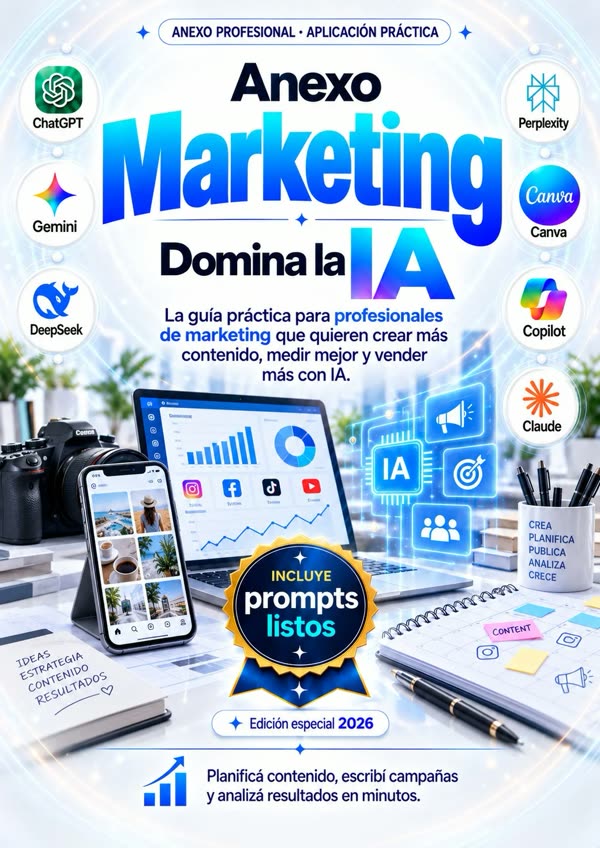 ANEXO PROFESIONAL · APLICACIÓN PRÁCTICA
Anexo
Marketing
Domina la IA
La guía práctica para profesionales
de marketing que quieren crear más
contenido, medir mejor y vender
más con IA.
ChatGPT
Gemini
DeepSeek
Perplexity
Canva
Canva
Copilot
Claude
Canon
IA
CREA
PLANIFICA
PUBLICA
ANALIZA
CRECE
IDEAS
ESTRATEGIA
CONTENIDO
RESULTADOS
CONTENT
INCLUYE
prompts
listos
Edición especial 2026
Planificá contenido, escribí campañas
y analizá resultados en minutos.